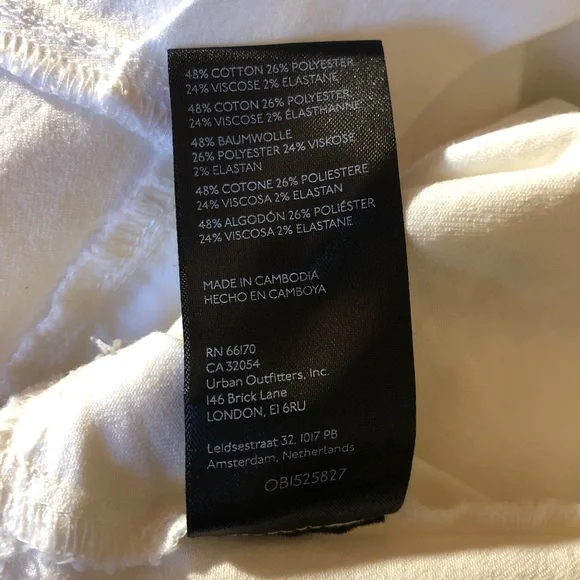 48% COTTON 26% POLYESTER
24% VISCOSE 2% ELASTANE
48% COTON 26% POLYESTER
24% VISCOSE 2% ÉLASTHANNE
48% BAUMWOLLE
26% POLYESTER 24% VISKOSE
2% ELASTAN
48% COTONE 26% POLIESTERE
24% VISCOSA 2% ELASTAN
48% ALGODÓN 26% POLIÉSTER
24% VISCOSA 2% ELASTANE
MADE IN CAMBODIA
HECHO EN CAMBOYA
RN 66170
CA 32054
Urban Outfitters, Inc.
146 Brick Lane
LONDON, E1 6RU
Leidsestraat 32, 1017 PB
Amsterdam, Netherlands
OB1525827